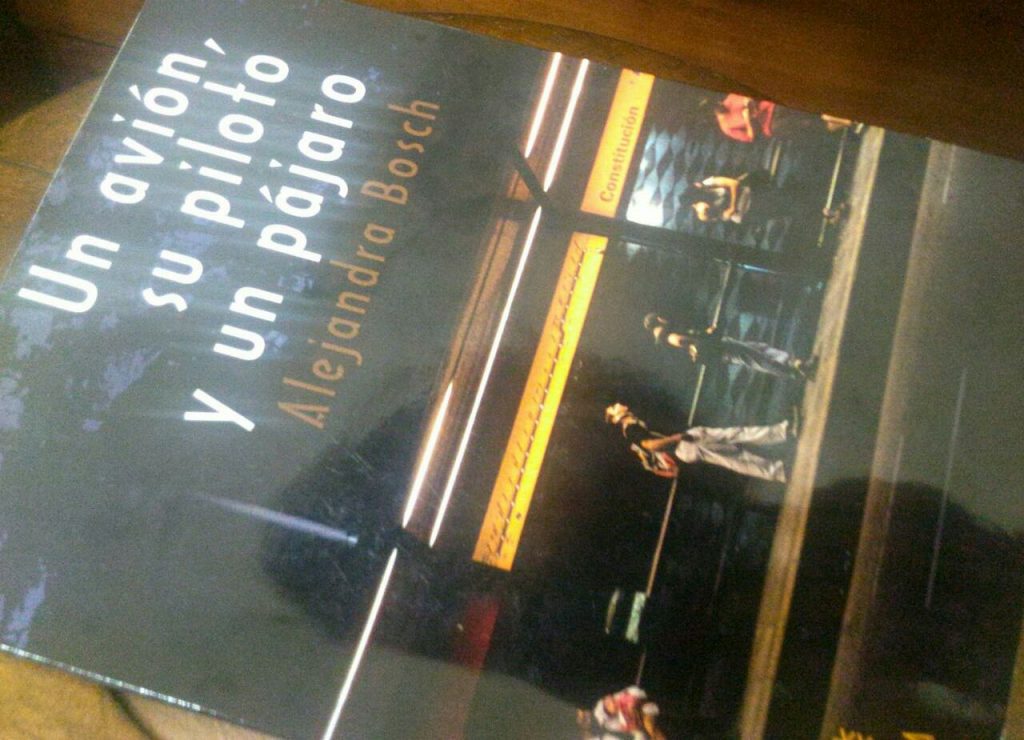 Un avión,
su piloto,
y un pájaro
Alejandra Bosch
Constitución